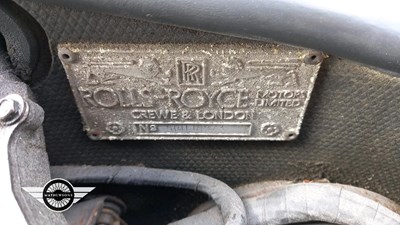 RR
ROLLS-ROYCE
MOTORS
LIMITED
CREWE & LONDON
No